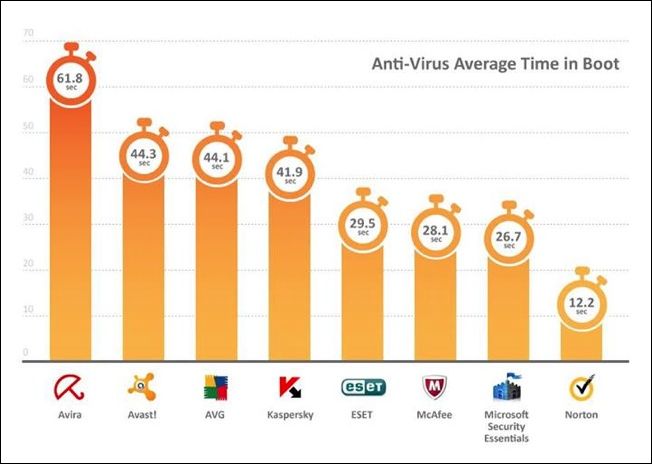 70
Anti-Virus Average Time in Boot
61.8
sec
60
50
44.3
sec
44.1
sec
41.9
sec
40
30
29.5
sec
28.1
sec
26.7
sec
20
12.2
sec
10
0
eseT
M
Avira
Avast!
AVG
Kaspersky
ESET
McAfee
Microsoft
Security
Essentials
Norton